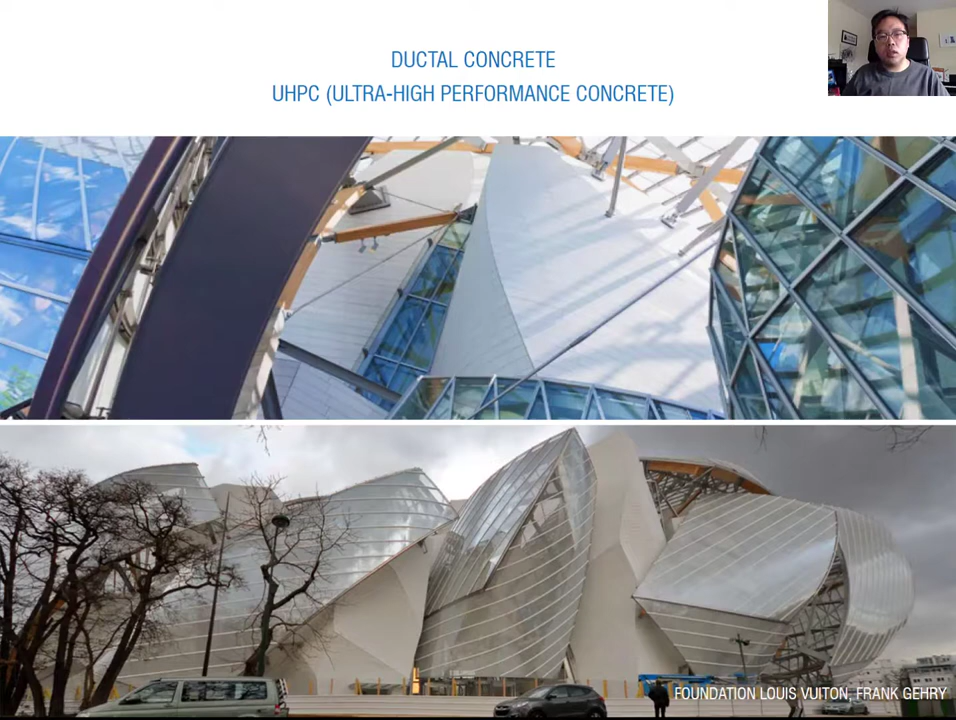 DUCTAL CONCRETE
UHPC (ULTRA-HIGH PERFORMANCE CONCRETE)
FOUNDATION LOUIS VUITON, FRANK GEHRY